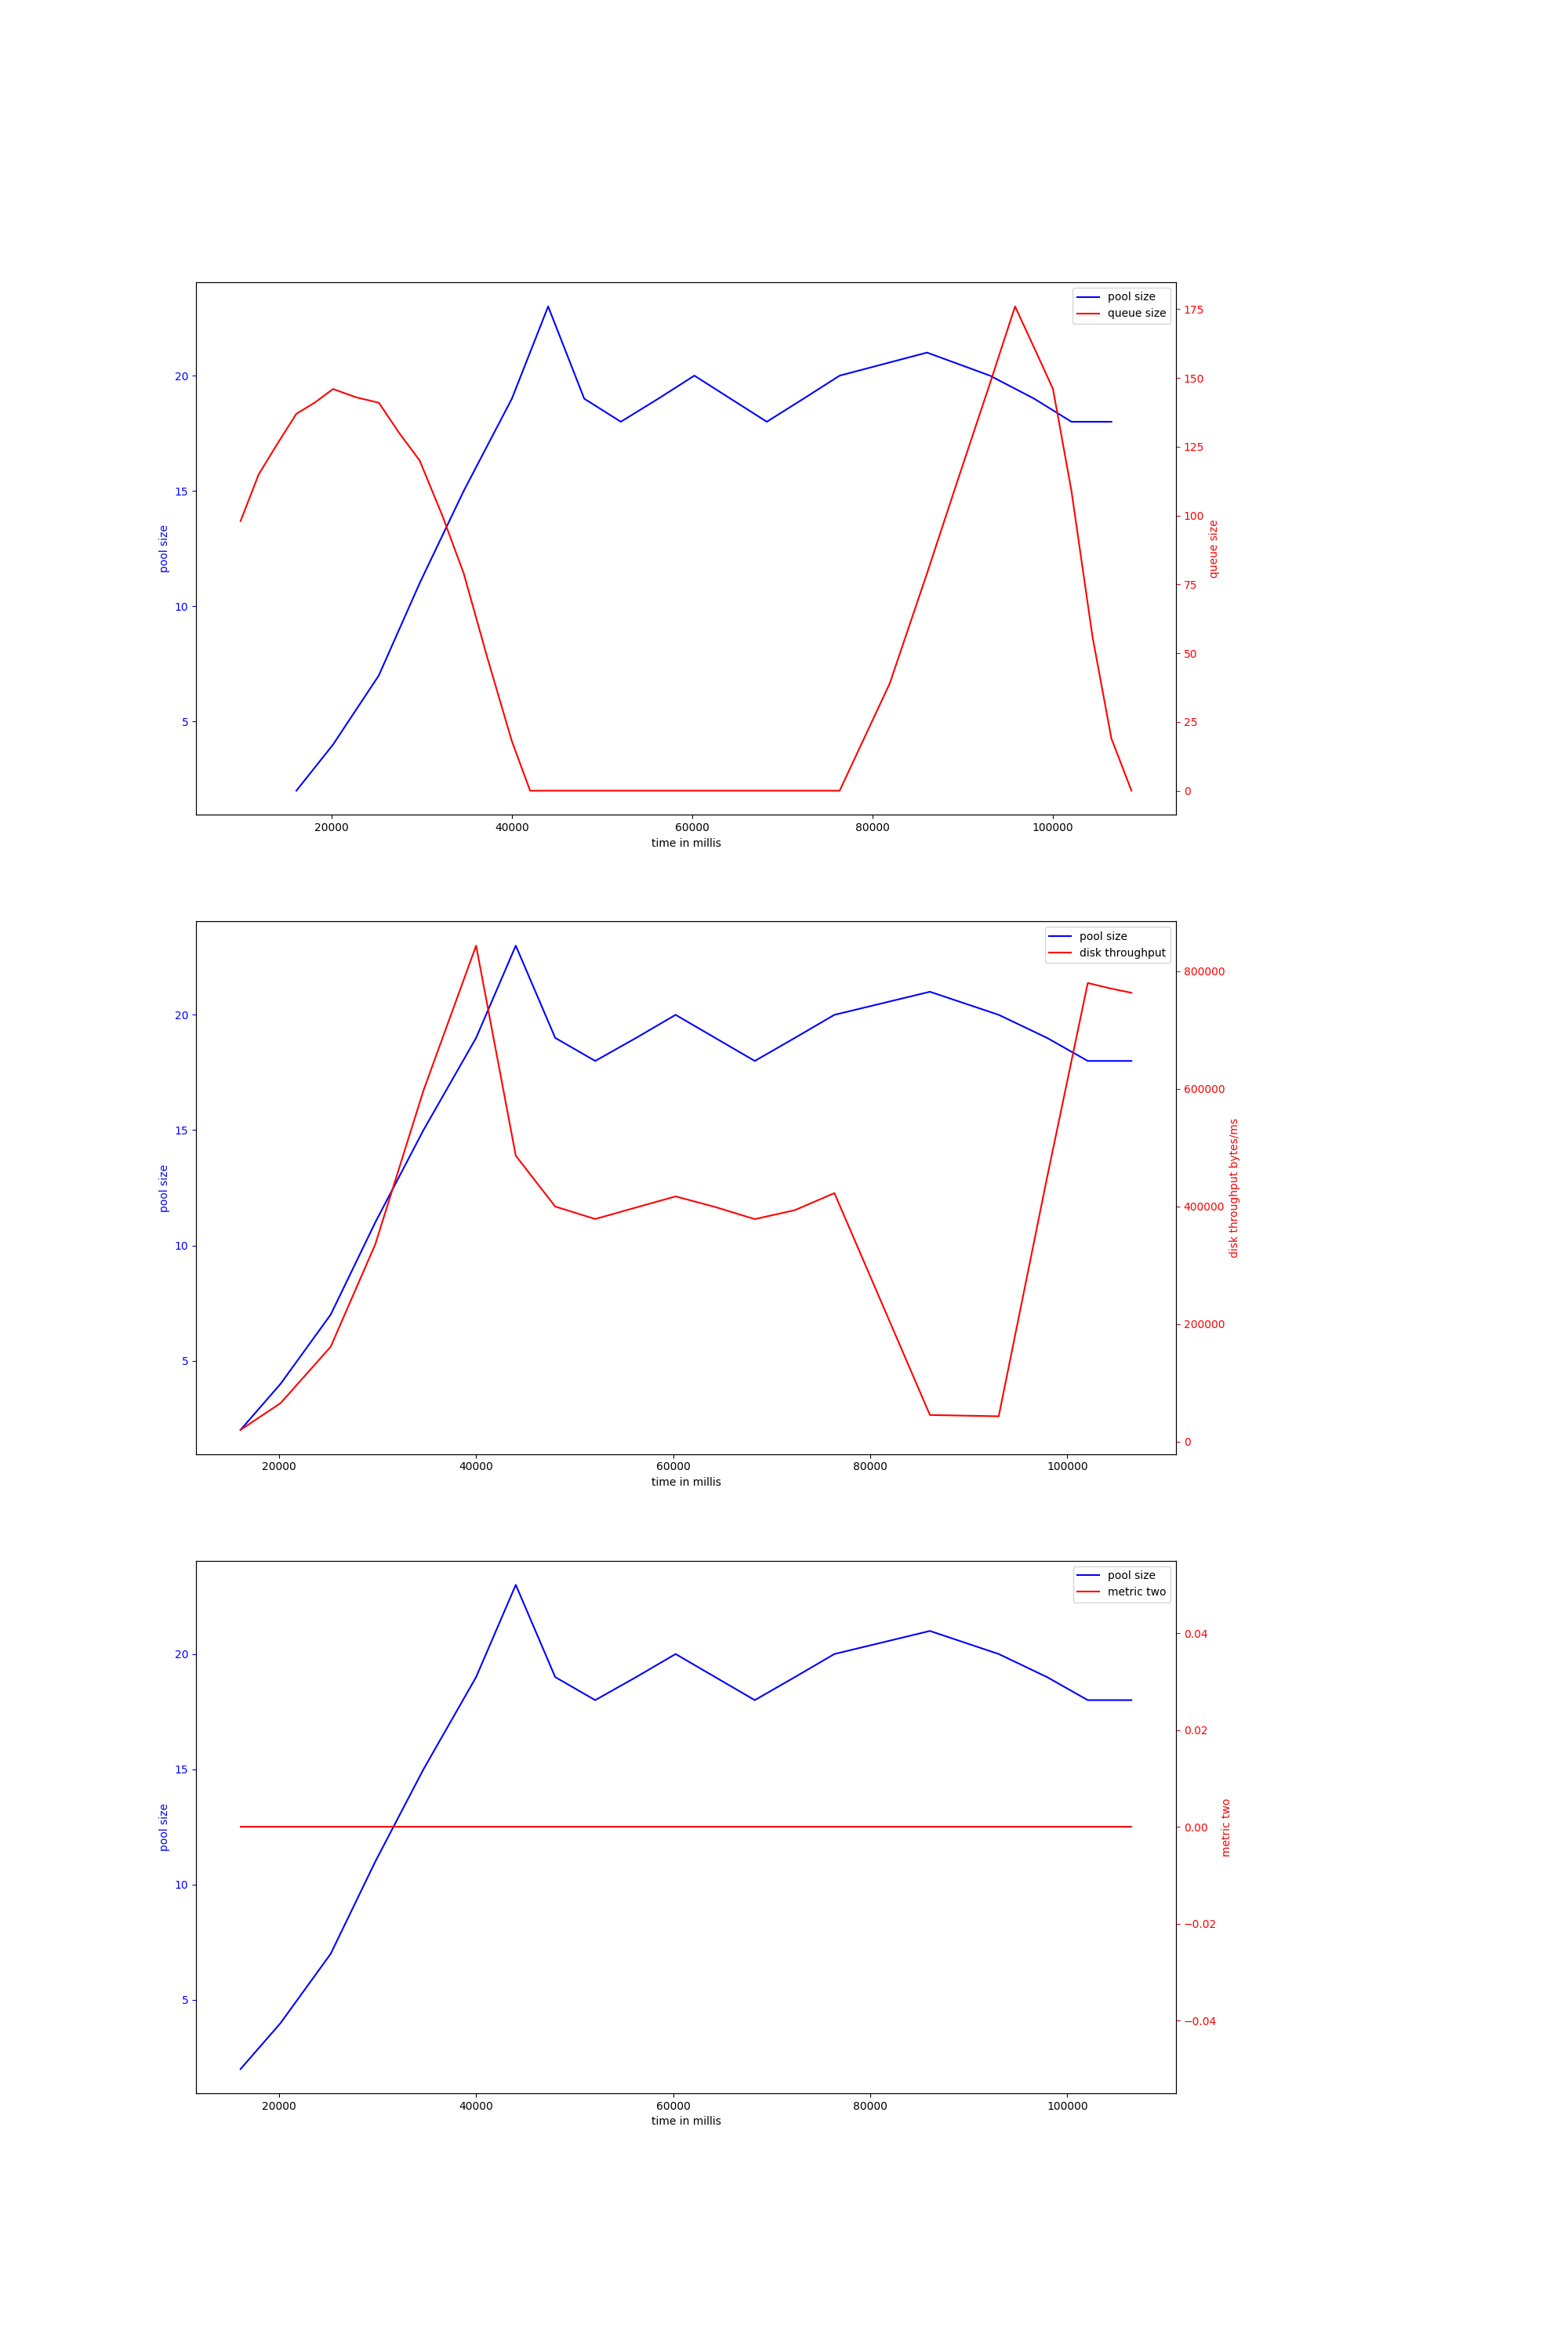 pool size
queue size
175
150
125
100
75
50
25
0
queue size
20
15
10
5
pool size
20000 40000 60000 80000 100000
time in millis
pool size
disk throughput
800000
600000
400000
200000
0
disk throughput bytes/ms
20
15
10
5
pool size
20000 40000 60000 80000 100000
time in millis
pool size
metric two
0.04
0.02
0.00
−0.02
−0.04
metric two
20
15
10
5
pool size
20000 40000 60000 80000 100000
time in millis